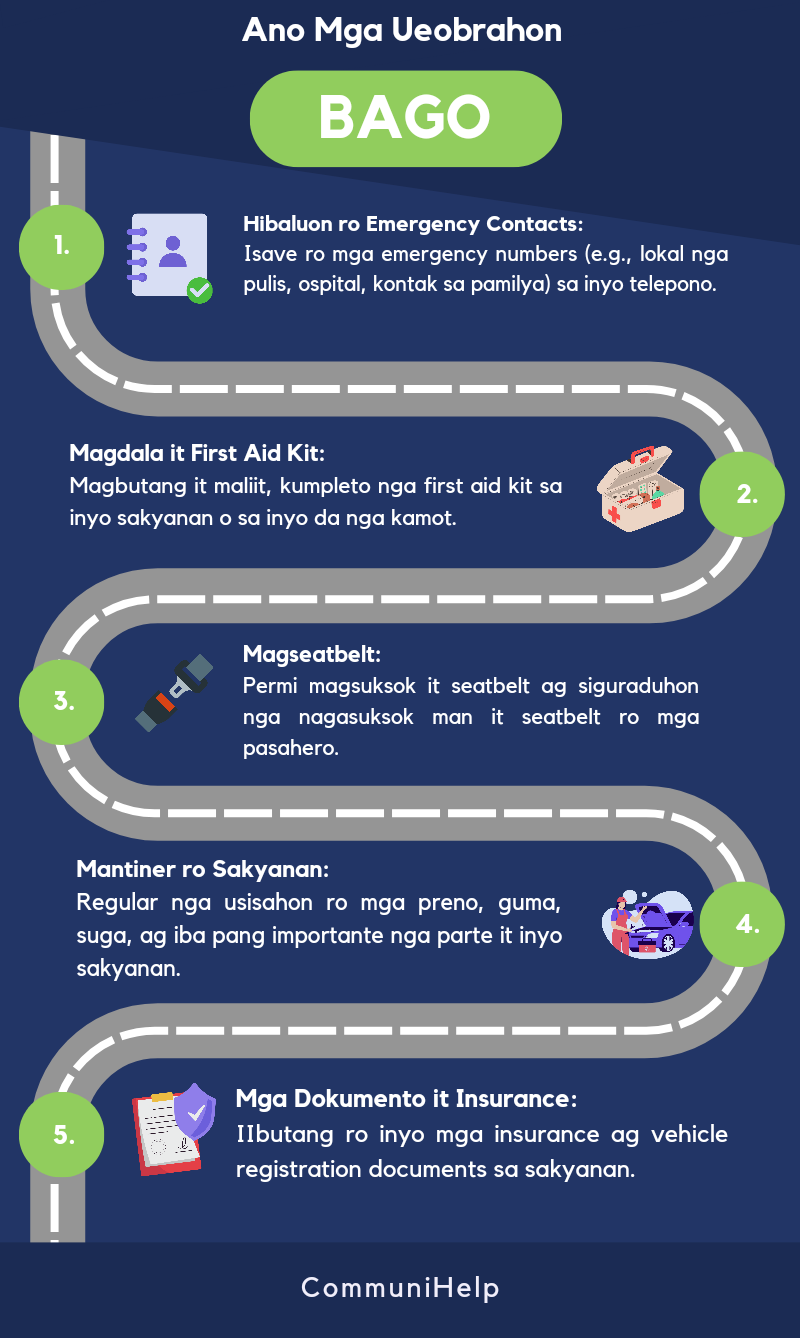 Ano Mga Ueobrahon
BAGO
1.
Hibaluon ro Emergency Contacts:
Isave ro mga emergency numbers (e.g., lokal nga
pulis, ospital, kontak sa pamilya) sa inyo telepono.
Magdala it First Aid Kit:
Magbutang it maliit, kumpleto nga first aid kit sa
inyo sakyanan o sa inyo da nga kamot.
2.
3.
Magseatbelt:
Permi magsuksok it seatbelt ag siguraduhon
nga nagasuksok man it seatbelt ro mga
pasahero.
Mantiner ro Sakyanan:
Regular nga usisahon ro mga preno, guma,
suga, ag iba pang importante nga parte it inyo
sakyanan.
4.
5.
Mga Dokumento it Insurance:
IIbutang ro inyo mga insurance ag vehicle
registration documents sa sakyanan.
CommuniHelp